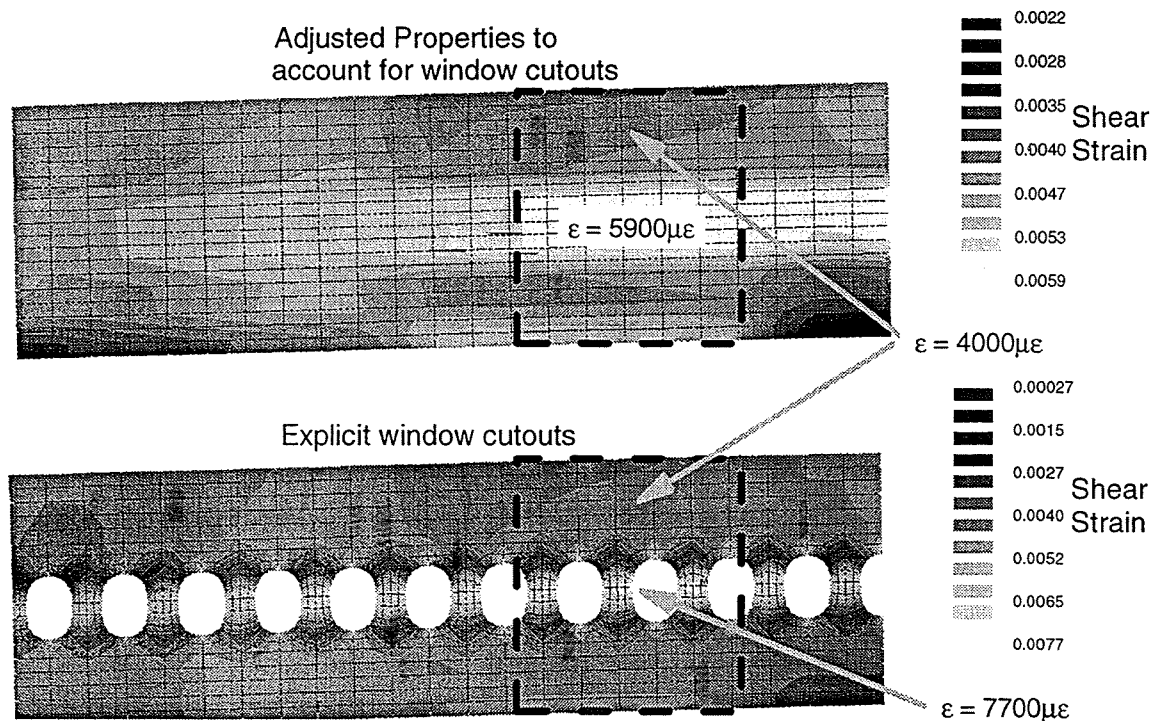 Adjusted Properties to
account for window cutouts
ε = 5900με
0.0022
0.0028
0.0035
0.0040
0.0047
0.0053
0.0059
Shear
Strain
ε = 4000με
Explicit window cutouts
0.00027
0.0015
0.0027
0.0040
0.0052
0.0065
0.0077
Shear
Strain
ε = 7700με